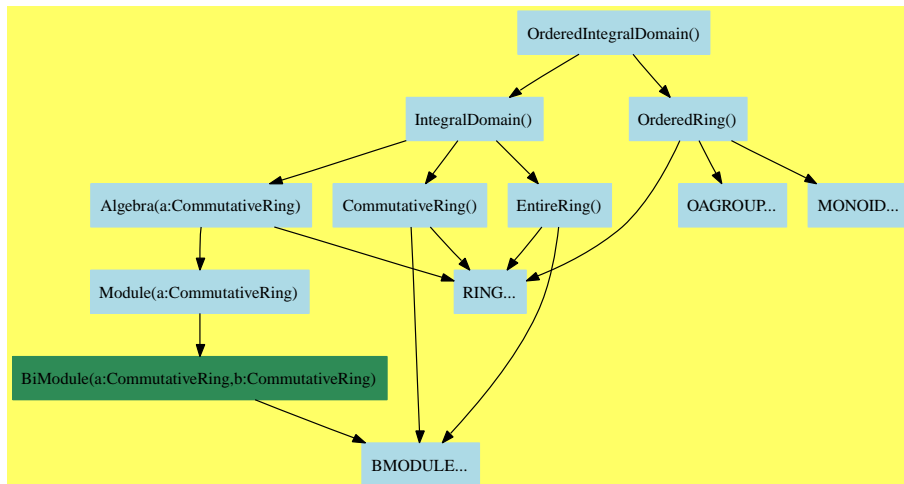 OrderedIntegralDomain()
IntegralDomain()
OrderedRing()
Algebra(a:CommutativeRing)
CommutativeRing()
EntireRing()
OAGROUP...
MONOID...
Module(a:CommutativeRing)
RING...
BiModule(a:CommutativeRing,b:CommutativeRing)
BMODULE...